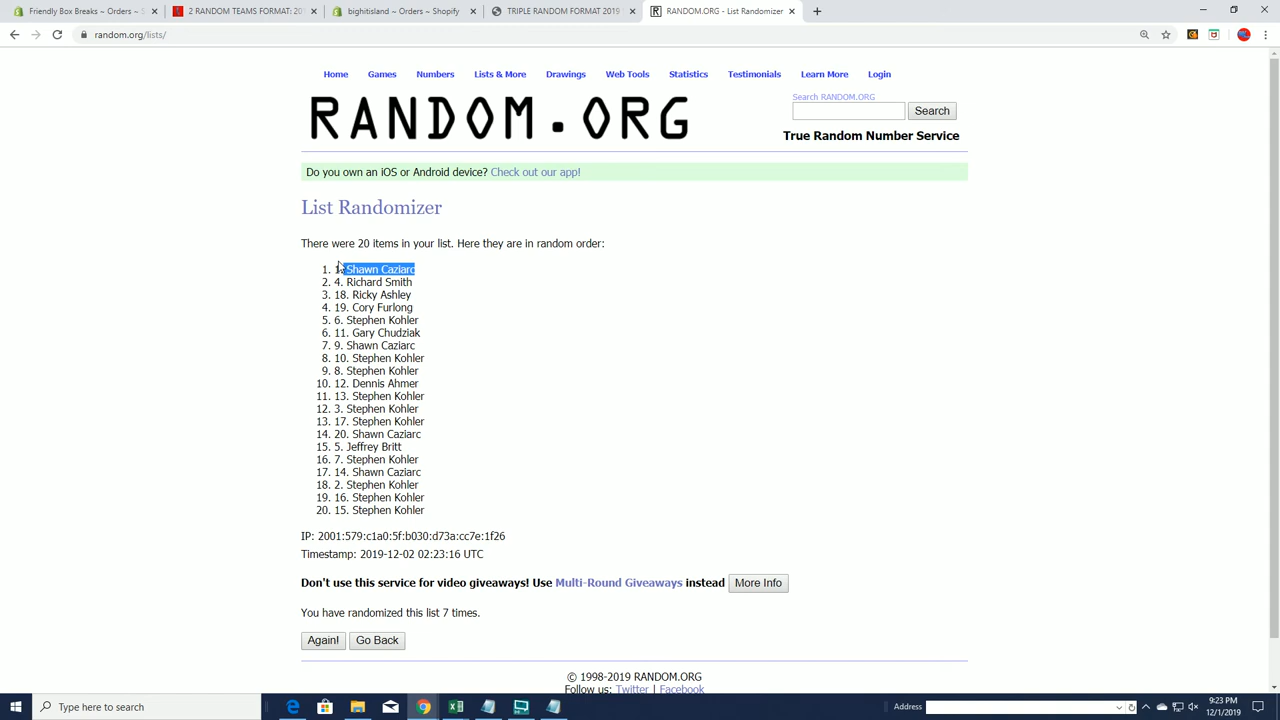 Friendly Box Breaks ~ Orders ~ S
2 RANDOM TEAMS FORMAT: 20
bightisland ~ Orders ~ Shopify
TRIPLE RANDOM FORMAT 2019
RANDOM.ORG - List Randomizer
random.org/lists/
Home Games Numbers Lists & More Drawings Web Tools Statistics Testimonials Learn More Login
RANDOM.ORG
Search RANDOM.ORG
Search
True Random Number Service
Do you own an iOS or Android device? Check out our app!
List Randomizer
There were 20 items in your list. Here they are in random order:
1. 1. Shawn Caziarc
2. 4. Richard Smith
3. 18. Ricky Ashley
4. 19. Cory Furlong
5. 6. Stephen Kohler
6. 11. Gary Chudziak
7. 9. Shawn Caziarc
8. 10. Stephen Kohler
9. 8. Stephen Kohler
10. 12. Dennis Ahmer
11. 13. Stephen Kohler
12. 3. Stephen Kohler
13. 17. Stephen Kohler
14. 20. Shawn Caziarc
15. 5. Jeffrey Britt
16. 7. Stephen Kohler
17. 14. Shawn Caziarc
18. 2. Stephen Kohler
19. 16. Stephen Kohler
20. 15. Stephen Kohler
IP: 2001:579:c1a0:5f:b030:d73a:cc7e:1f26
Timestamp: 2019-12-02 02:23:16 UTC
Don't use this service for video giveaways! Use Multi-Round Giveaways instead More Info
You have randomized this list 7 times.
Again! Go Back
© 1998-2019 RANDOM.ORG
Follow us: Twitter | Facebook
Type here to search
Address
9:23 PM
12/1/2019